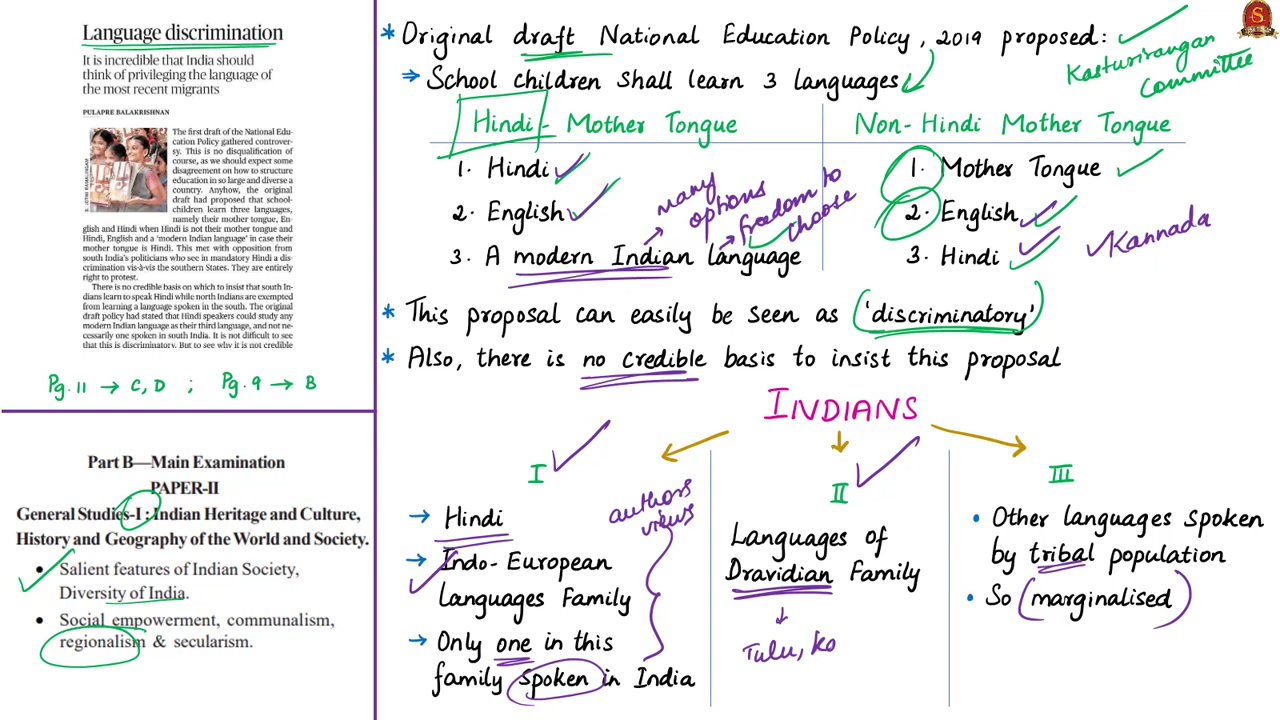 Language discrimination
It is incredible that India should
think of privileging the language of
the most recent migrants
PULAPRE BALAKRISHNAN
The first draft of the National Edu-
cation Policy gathered controver-
sy. This is no disqualification of
course, as we should expect some
disagreement on how to structure
education in so large and diverse a
country. Anyhow, the original
draft had proposed that school-
children learn three languages,
namely their mother tongue, En-
glish and Hindi when Hindi is not their mother tongue and
Hindi, English and a 'modern Indian language' in case their
mother tongue is Hindi. This met with opposition from
south India's politicians who see in mandatory Hindi a dis-
crimination vis-à-vis the southern States. They are entirely
right to protest.
There is no credible basis on which to insist that south In-
dians learn to speak Hindi while north Indians are exempted
from learning a language spoken in the south. The original
draft policy had stated that Hindi speakers could study any
modern Indian language as their third language, and not ne-
cessarily one spoken in south India. It is not difficult to see
that this is discriminatory. But to see why it is not credible
Pg.11 → C, D ; Pg.9 → B
Part B—Main Examination
PAPER-II
General Studies-I : Indian Heritage and Culture,
History and Geography of the World and Society.
• Salient features of Indian Society,
Diversity of India.
• Social empowerment, communalism,
regionalism & secularism.
* Original draft National Education Policy, 2019 proposed:
Kasturirangan
Committee
⇒ School children shall learn 3 languages
Hindi - Mother Tongue
1. Hindi
2. English
3. A modern Indian language
many
options
freedom to
choose
Non-Hindi Mother Tongue
1. Mother Tongue
2. English
3. Hindi
Kannada
* This proposal can easily be seen as 'discriminatory'
* Also, there is no credible basis to insist this proposal
INDIANS
I
→ Hindi
→ Indo-European
Languages Family
→ Only one in this
family spoken in India
authors
views
II
Languages of
Dravidian Family
Tulu, Ko
III
• Other languages spoken
by tribal population
• So (marginalised)